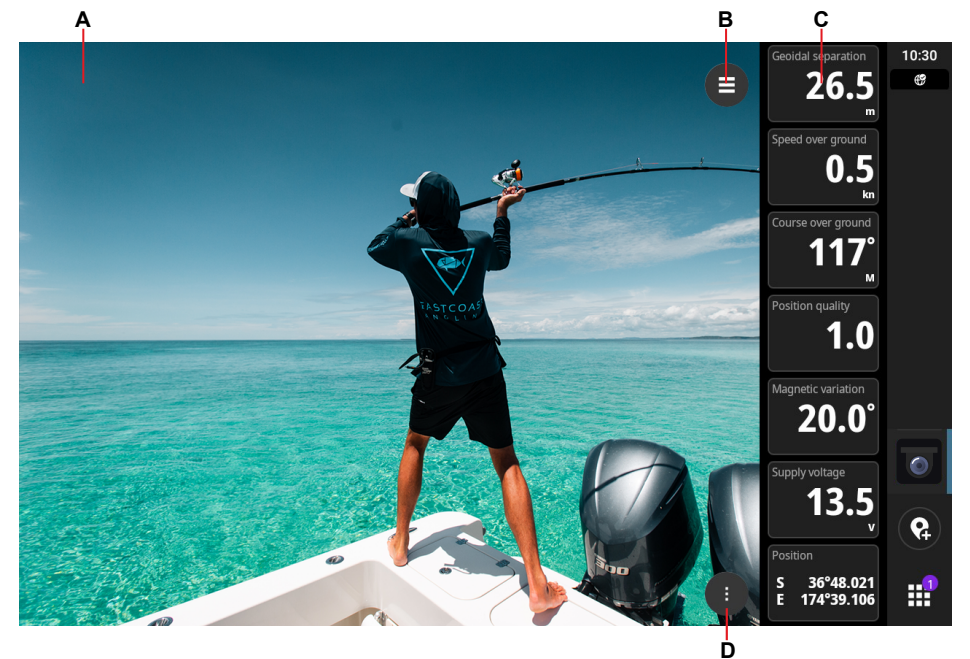 A
B
C
Geoidal separation
26.5
m
10:30
Speed over ground
0.5
kn
Course over ground
117°
M
Position quality
1.0
Magnetic variation
20.0°
Supply voltage
13.5
V
Position
S 36°48.021
E 174°39.106
1
300
D